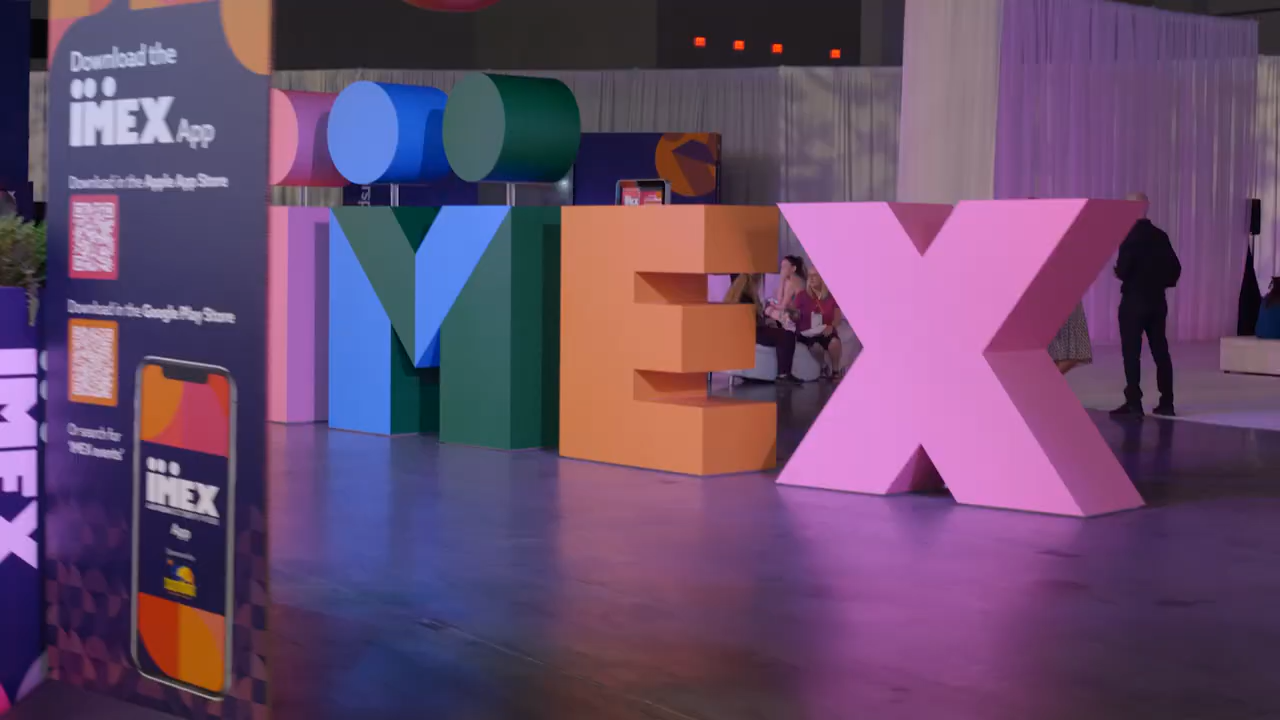 Download the
IMEX App
Download in the Apple App Store
Download in the Google Play Store
Or search for
'IMEX events'
IMEX
App
IMEX
IMEX